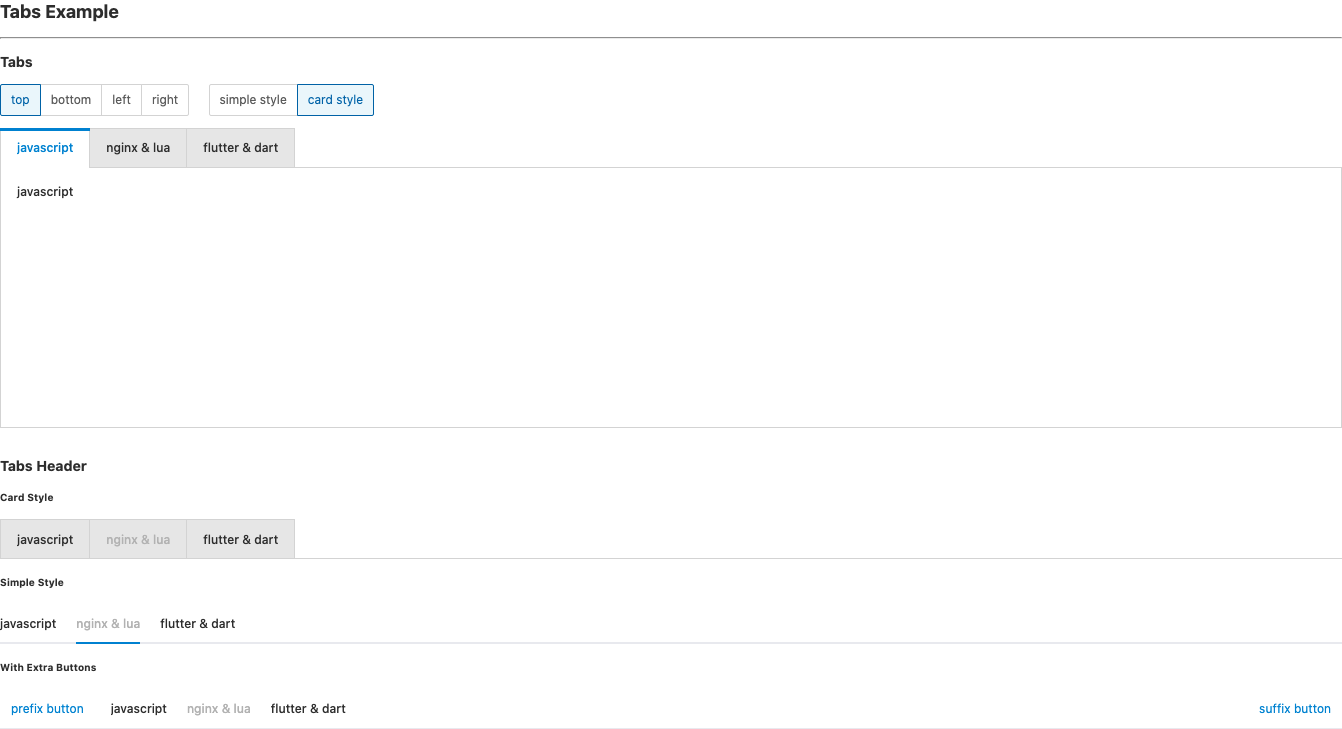 Tabs Example
Tabs
top bottom left right simple style card style
javascript nginx & lua flutter & dart
javascript
Tabs Header
Card Style
javascript nginx & lua flutter & dart
Simple Style
javascript nginx & lua flutter & dart
With Extra Buttons
prefix button javascript nginx & lua flutter & dart suffix button